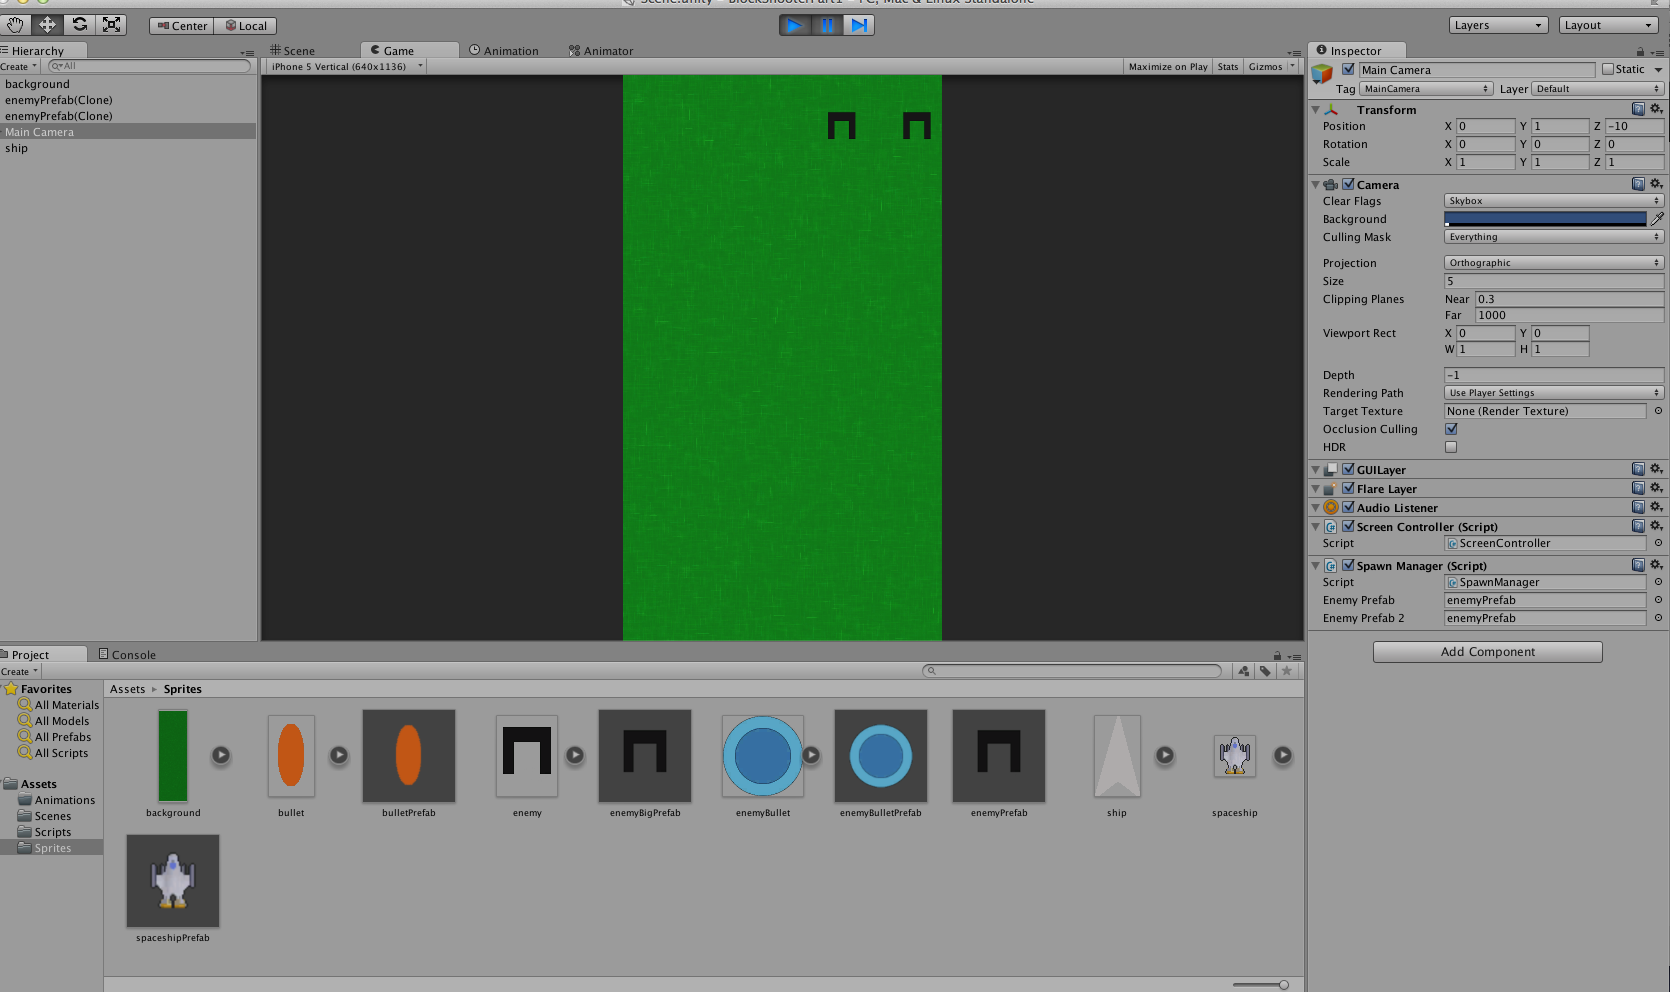 Scene.unity – BlockShooterPart1 – PC, Mac & Linux Standalone
Center Local Layers Layout
Hierarchy
Create All
background
enemyPrefab(Clone)
enemyPrefab(Clone)
Main Camera
ship
Scene Game Animation Animator
iPhone 5 Vertical (640x1136) Maximize on Play Stats Gizmos
Inspector
Main Camera Static
Tag MainCamera Layer Default
Transform
Position X 0 Y 1 Z -10
Rotation X 0 Y 0 Z 0
Scale X 1 Y 1 Z 1
Camera
Clear Flags Skybox
Background
Culling Mask Everything
Projection Orthographic
Size 5
Clipping Planes Near 0.3
Far 1000
Viewport Rect X 0 Y 0
W 1 H 1
Depth -1
Rendering Path Use Player Settings
Target Texture None (Render Texture)
Occlusion Culling
HDR
GUILayer
Flare Layer
Audio Listener
Screen Controller (Script)
Script ScreenController
Spawn Manager (Script)
Script SpawnManager
Enemy Prefab enemyPrefab
Enemy Prefab 2 enemyPrefab
Add Component
Project Console
Create
Favorites
All Materials
All Models
All Prefabs
All Scripts
Assets
Animations
Scenes
Scripts
Sprites
Assets Sprites
background bullet bulletPrefab enemy enemyBigPrefab enemyBullet enemyBulletPrefab enemyPrefab ship spaceship
spaceshipPrefab